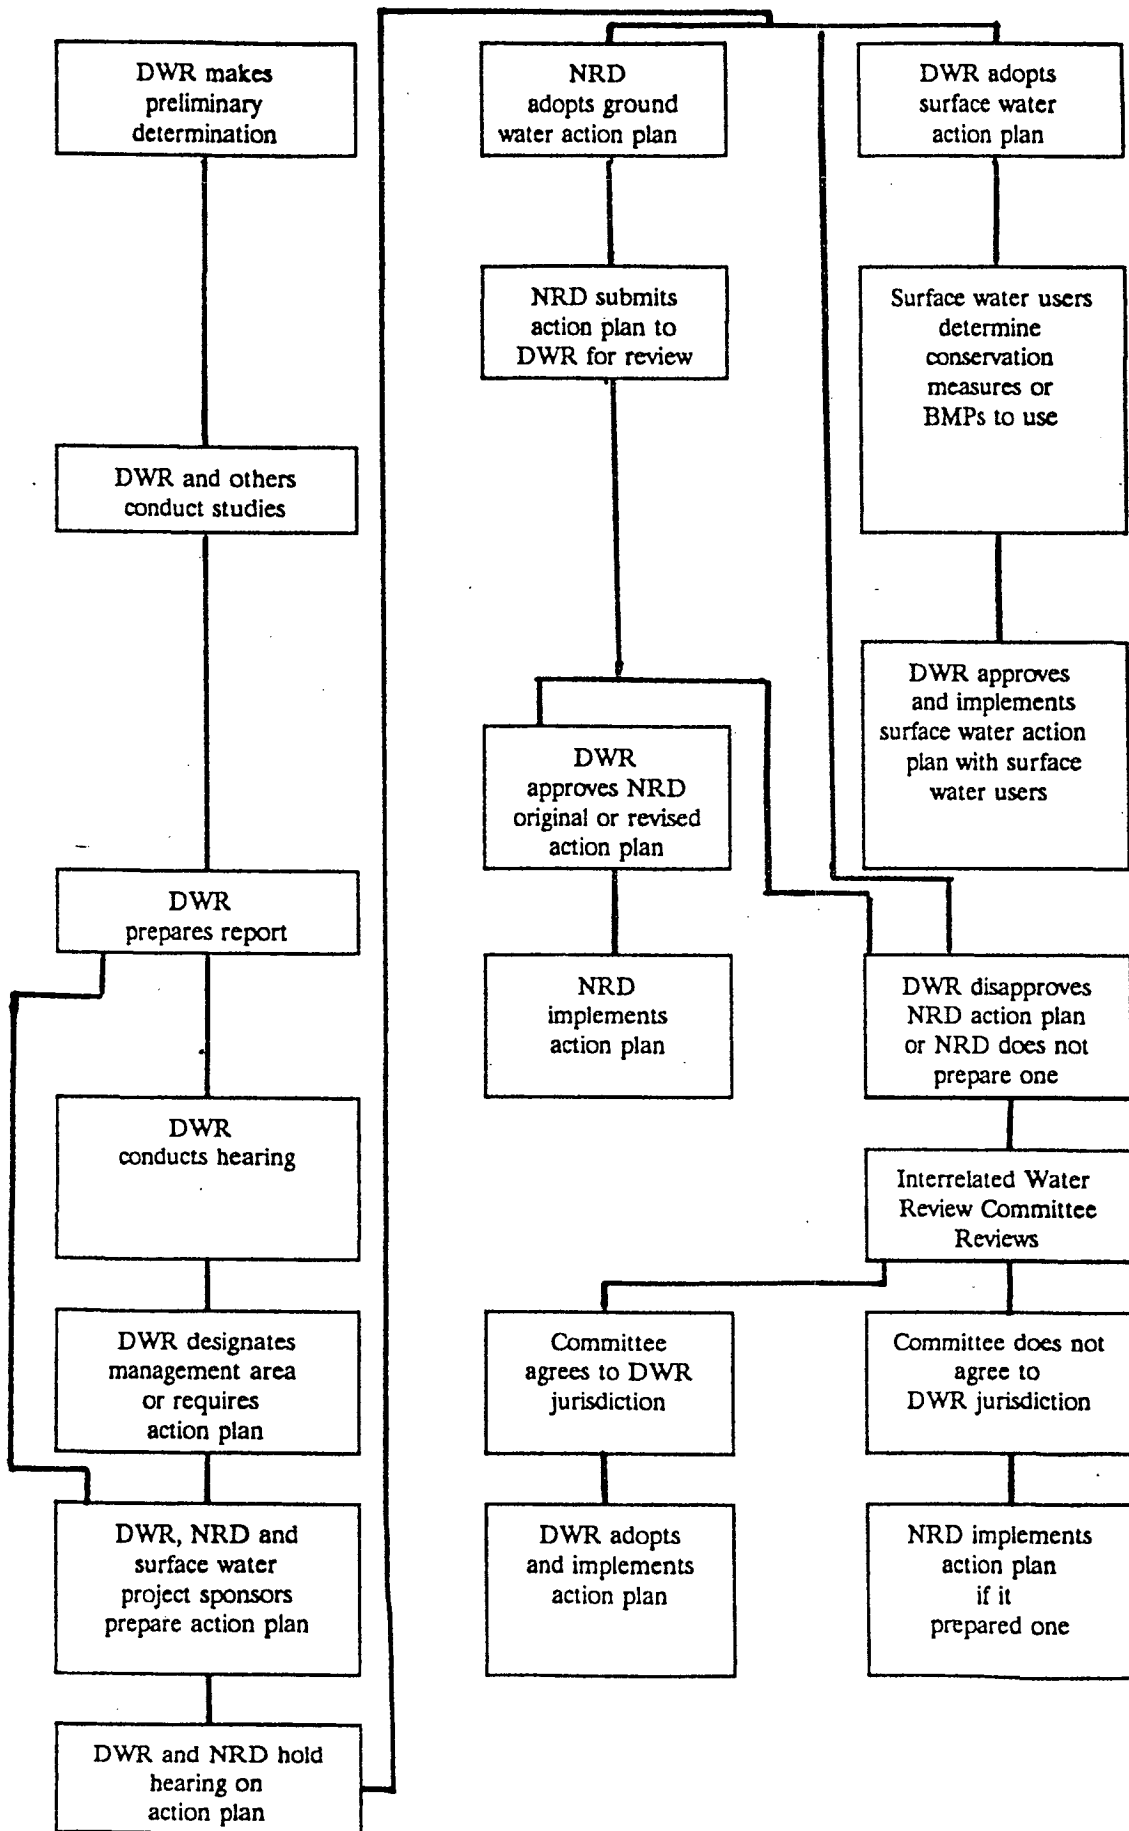 DWR makes
preliminary
determination
DWR and others
conduct studies
DWR
prepares report
DWR
conducts hearing
DWR designates
management area
or requires
action plan
DWR, NRD and
surface water
project sponsors
prepare action plan
DWR and NRD hold
hearing on
action plan
NRD
adopts ground
water action plan
NRD submits
action plan to
DWR for review
DWR
approves NRD
original or revised
action plan
NRD
implements
action plan
DWR adopts
surface water
action plan
Surface water users
determine
conservation
measures or
BMPs to use
DWR approves
and implements
surface water action
plan with surface
water users
DWR disapproves
NRD action plan
or NRD does not
prepare one
Interrelated Water
Review Committee
Reviews
Committee
agrees to DWR
jurisdiction
DWR adopts
and implements
action plan
Committee does not
agree to
DWR jurisdiction
NRD implements
action plan
if it
prepared one